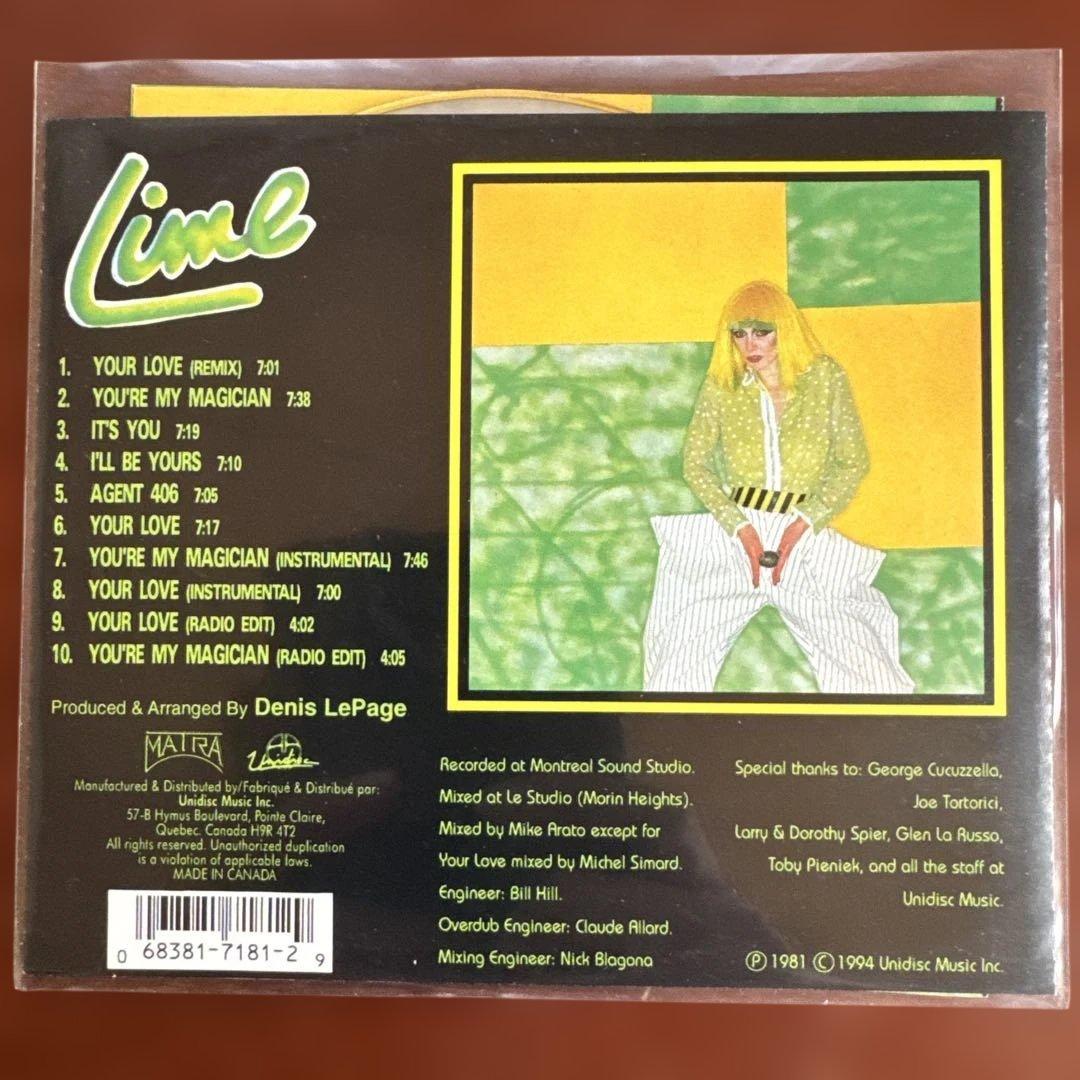 Lime
1. YOUR LOVE (REMIX) 7:01
2. YOU'RE MY MAGICIAN 7:38
3. IT'S YOU 7:19
4. I'LL BE YOURS 7:10
5. AGENT 406 7:05
6. YOUR LOVE 7:17
7. YOU'RE MY MAGICIAN (INSTRUMENTAL) 7:46
8. YOUR LOVE (INSTRUMENTAL) 7:00
9. YOUR LOVE (RADIO EDIT) 4:02
10. YOU'RE MY MAGICIAN (RADIO EDIT) 4:05
Produced & Arranged By Denis LePage
MATRA Unidisc
Manufactured & Distributed by/Fabriqué & Distribué par:
Unidisc Music Inc.
57-B Hymus Boulevard, Pointe Claire,
Quebec. Canada H9R 4T2
All rights reserved. Unauthorized duplication
is a violation of applicable laws.
MADE IN CANADA
0 68381-7181-2 9
Recorded at Montreal Sound Studio.
Mixed at Le Studio (Morin Heights).
Mixed by Mike Arato except for
Your Love mixed by Michel Simard.
Engineer: Bill Hill.
Overdub Engineer: Claude Allard.
Mixing Engineer: Nick Blagona
Special thanks to: George Cucuzzella,
Joe Tortorici,
Larry & Dorothy Spier, Glen La Russo,
Toby Pieniek, and all the staff at
Unidisc Music.
℗ 1981 © 1994 Unidisc Music Inc.